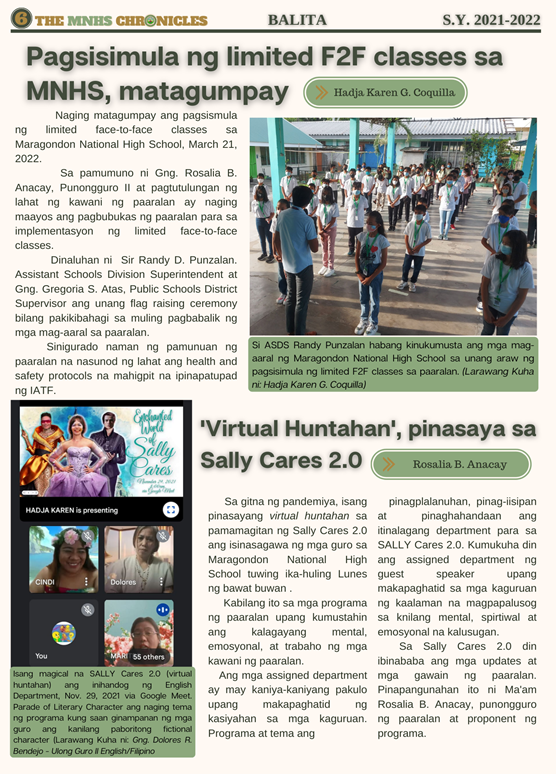 6 THE MNHS CHRONICLES
BALITA
S.Y. 2021-2022
Pagsisimula ng limited F2F classes sa
MNHS, matagumpay
Hadja Karen G. Coquilla
Naging matagumpay ang pagsisimula
ng limited face-to-face classes sa
Maragondon National High School, March 21,
2022.
Sa pamumuno ni Gng. Rosalia B.
Anacay, Punongguro II at pagtutulungan ng
lahat ng kawani ng paaralan ay naging
maayos ang pagbubukas ng paaralan para sa
implementasyon ng limited face-to-face
classes.
Dinaluhan ni Sir Randy D. Punzalan.
Assistant Schools Division Superintendent at
Gng. Gregoria S. Atas, Public Schools District
Supervisor ang unang flag raising ceremony
bilang pakikibahagi sa muling pagbabalik ng
mga mag-aaral sa paaralan.
Sinigurado naman ng pamunuan ng
paaralan na nasunod ng lahat ang health and
safety protocols na mahigpit na ipinapatupad
ng IATF.
Si ASDS Randy Punzalan habang kinukumusta ang mga mag-
aaral ng Maragondon National High School sa unang araw ng
pagsisimula ng limited F2F classes sa paaralan. (Larawang Kuha
ni: Hadja Karen G. Coquilla)
Enchanted
World
of
Sally
Cares
November 29, 2021
on Google Meet
HADJA KAREN is presenting
CINDI
Dolores
You
MARI
55 others
Isang magical na SALLY Cares 2.0 (virtual
huntahan) ang inihandog ng English
Department, Nov. 29, 2021 via Google Meet.
Parade of Literary Character ang naging tema
ng programa kung saan ginampanan ng mga
guro ang kanilang paboritong fictional
character (Larawang Kuha ni: Gng. Dolores R.
Bendejo - Ulong Guro II English/Filipino
'Virtual Huntahan', pinasaya sa
Sally Cares 2.0
Rosalia B. Anacay
Sa gitna ng pandemiya, isang
pinasayang virtual huntahan sa
pamamagitan ng Sally Cares 2.0
ang isinasagawa ng mga guro sa
Maragondon National High
School tuwing ika-huling Lunes
ng bawat buwan .
Kabilang ito sa mga programa
ng paaralan upang kumustahin
ang kalagayang mental,
emosyonal, at trabaho ng mga
kawani ng paaralan.
Ang mga assigned department
ay may kaniya-kaniyang pakulo
upang makapaghatid ng
kasiyahan sa mga kaguruan.
Programa at tema ang
pinagplalanuhan, pinag-iisipan
at pinaghahandaan ang
itinalagang department para sa
SALLY Cares 2.0. Kumukuha din
ang assigned department ng
guest speaker upang
makapaghatid sa mga kaguruan
ng kaalaman na magpapalusog
sa knilang mental, spirtiwal at
emosyonal na kalusugan.
Sa Sally Cares 2.0 din
ibinababa ang mga updates at
mga gawain ng paaralan.
Pinapangunahan ito ni Ma'am
Rosalia B. Anacay, punongguro
ng paaralan at proponent ng
programa.